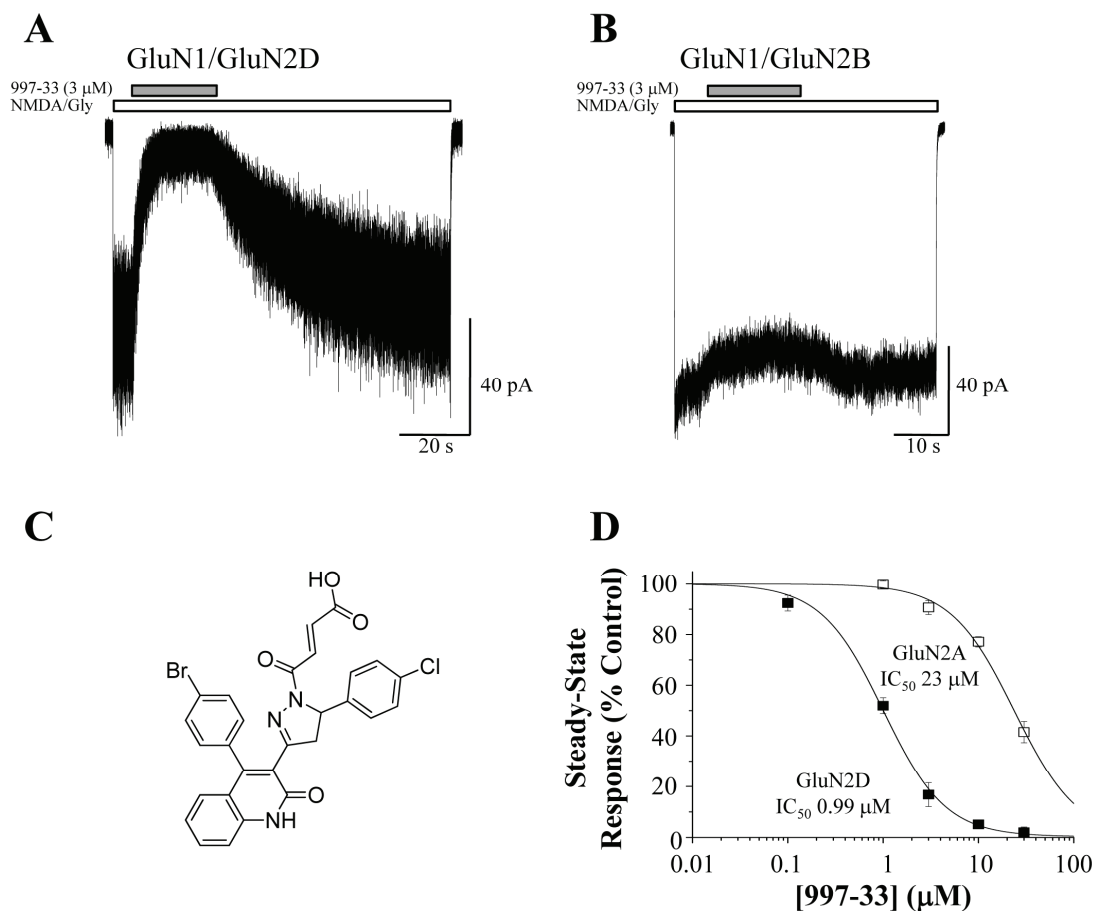 A
GluN1/GluN2D
997-33 (3 μM)
NMDA/Gly
40 pA
20 s
B
GluN1/GluN2B
997-33 (3 μM)
NMDA/Gly
40 pA
10 s
C
HO
O
O
Br
Cl
N
N
O
NH
D
Steady-State
Response (% Control)
100
80
60
40
20
0
GluN2A
IC50 23 μM
GluN2D
IC50 0.99 μM
0.01 0.1 1 10 100
[997-33] (μM)